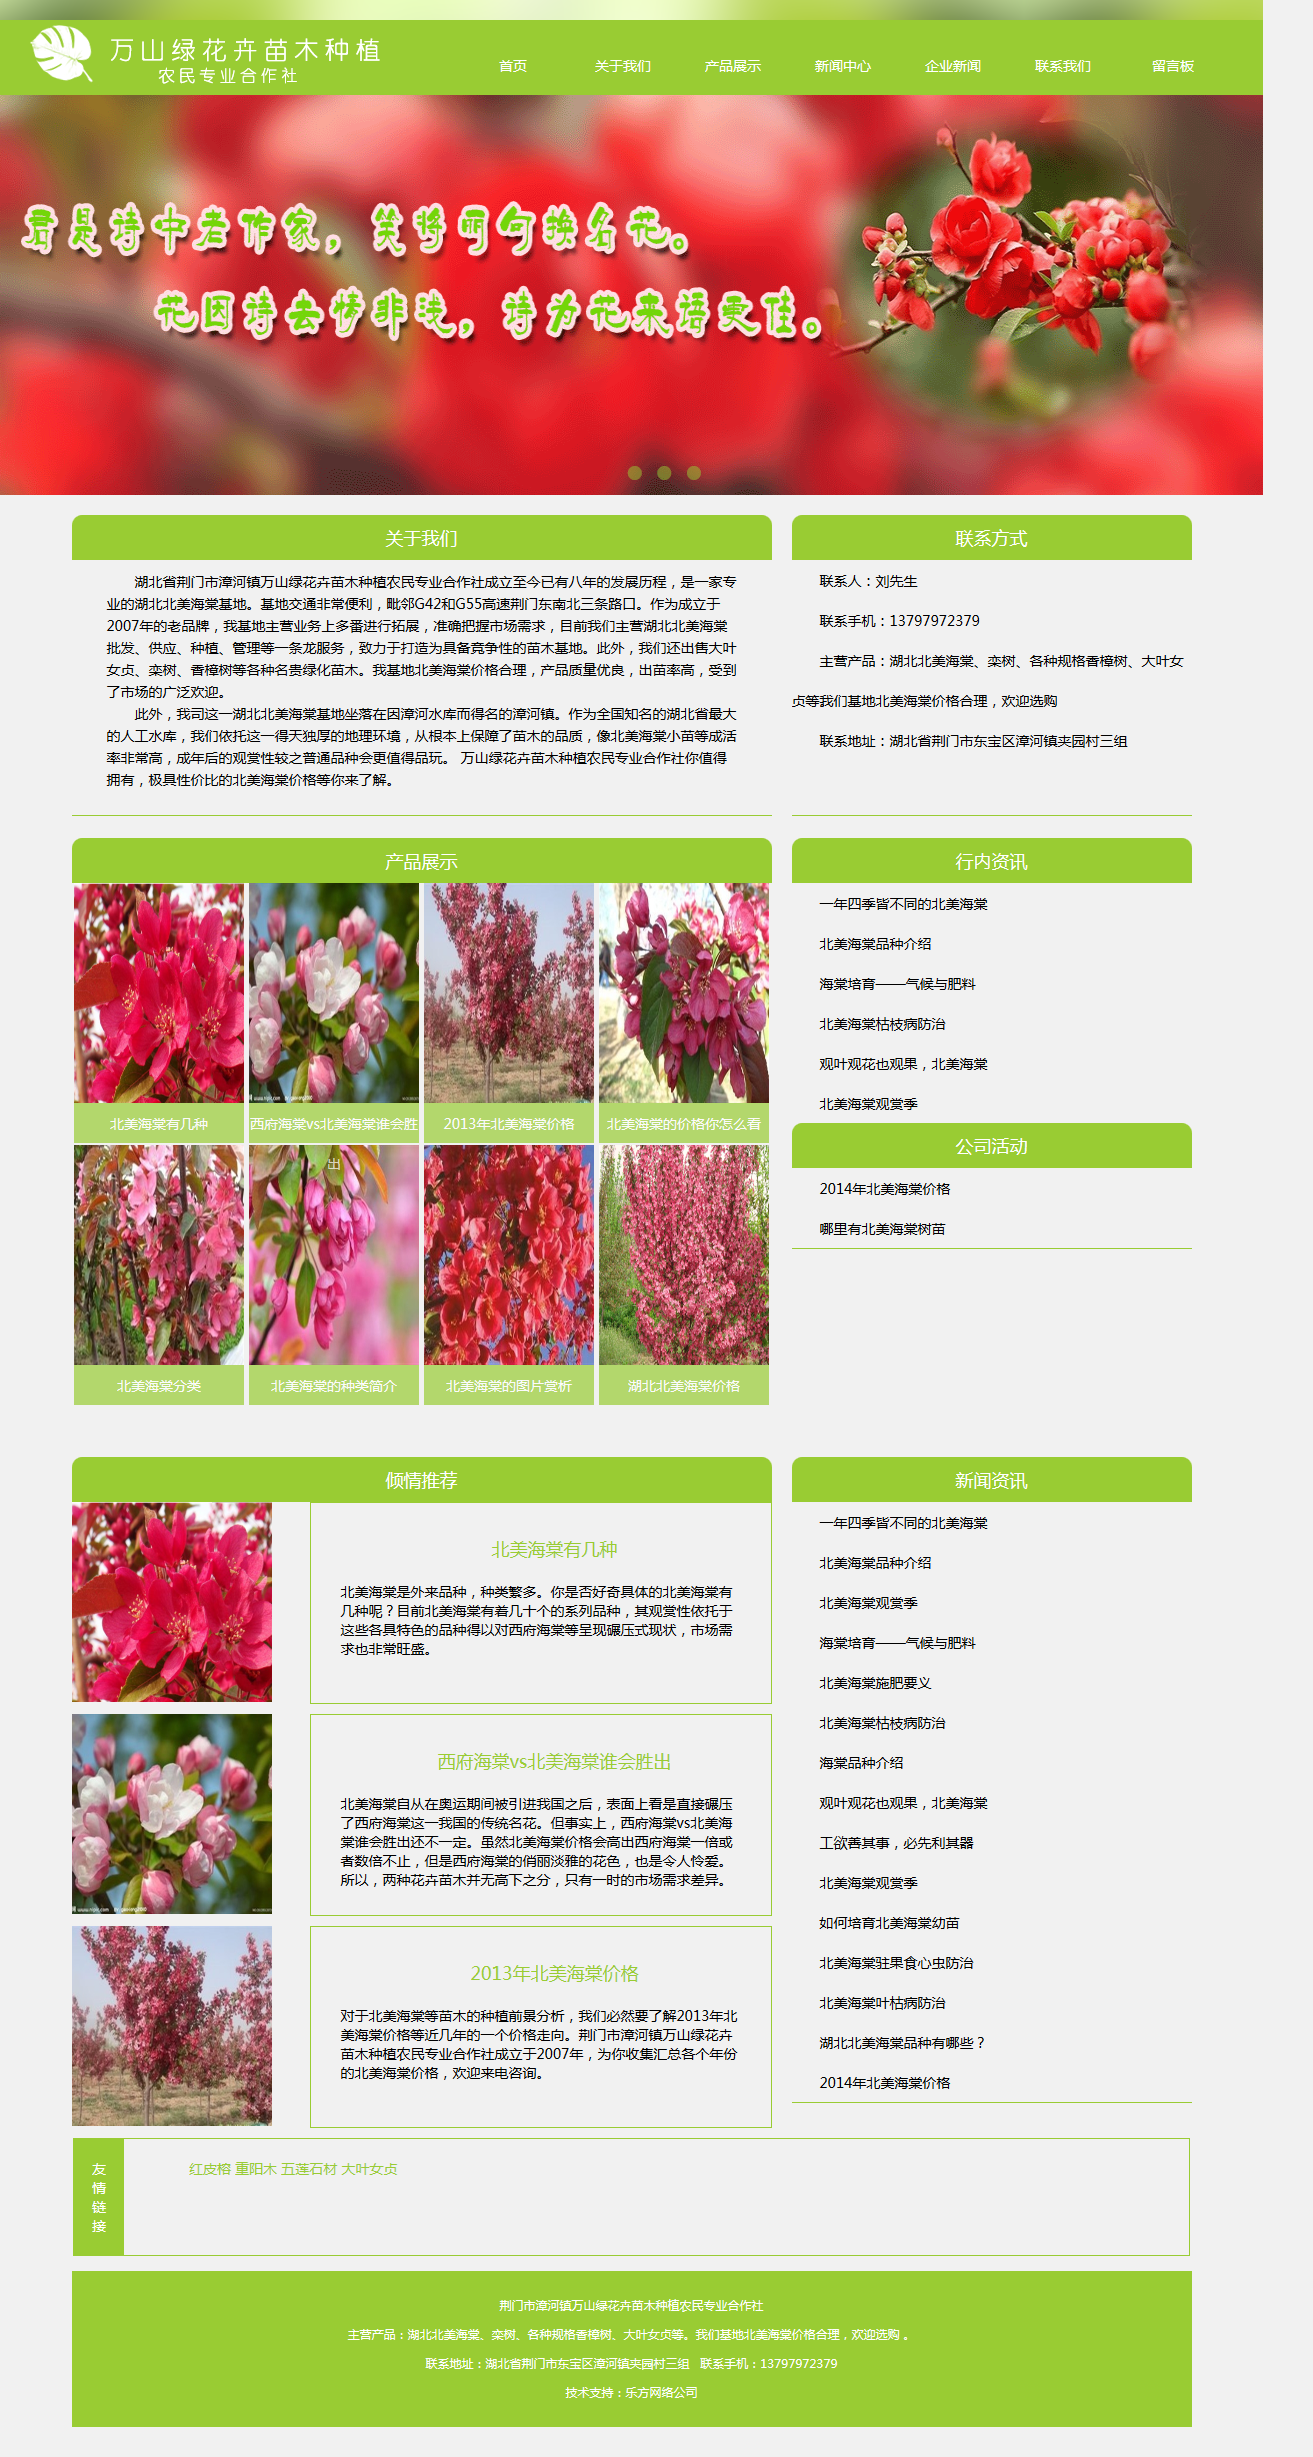 万山绿花卉苗木种植
农民专业合作社
首页 关于我们 产品展示 新闻中心 企业新闻 联系我们 留言板
君是诗中老作家，笑将丽句换名花。
花因诗去情非浅，诗为花来语更佳。
关于我们
湖北省荆门市漳河镇万山绿花卉苗木种植农民专业合作社成立至今已有八年的发展历程，是一家专
业的湖北北美海棠基地。基地交通非常便利，毗邻G42和G55高速荆门东南北三条路口。作为成立于
2007年的老品牌，我基地主营业务上多番进行拓展，准确把握市场需求，目前我们主营湖北北美海棠
批发、供应、种植、管理等一条龙服务，致力于打造为具备竞争性的苗木基地。此外，我们还出售大叶
女贞、栾树、香樟树等各种名贵绿化苗木。我基地北美海棠价格合理，产品质量优良，出苗率高，受到
了市场的广泛欢迎。
此外，我司这一湖北北美海棠基地坐落在因漳河水库而得名的漳河镇。作为全国知名的湖北省最大
的人工水库，我们依托这一得天独厚的地理环境，从根本上保障了苗木的品质，像北美海棠小苗等成活
率非常高，成年后的观赏性较之普通品种会更值得品玩。 万山绿花卉苗木种植农民专业合作社你值得
拥有，极具性价比的北美海棠价格等你来了解。
联系方式
联系人：刘先生
联系手机：13797972379
主营产品：湖北北美海棠、栾树、各种规格香樟树、大叶女
贞等我们基地北美海棠价格合理，欢迎选购
联系地址：湖北省荆门市东宝区漳河镇夹园村三组
产品展示
北美海棠有几种 西府海棠vs北美海棠谁会胜 2013年北美海棠价格 北美海棠的价格你怎么看
出
北美海棠分类 北美海棠的种类简介 北美海棠的图片赏析 湖北北美海棠价格
行内资讯
一年四季皆不同的北美海棠
北美海棠品种介绍
海棠培育——气候与肥料
北美海棠枯枝病防治
观叶观花也观果，北美海棠
北美海棠观赏季
公司活动
2014年北美海棠价格
哪里有北美海棠树苗
倾情推荐
北美海棠有几种
北美海棠是外来品种，种类繁多。你是否好奇具体的北美海棠有
几种呢？目前北美海棠有着几十个的系列品种，其观赏性依托于
这些各具特色的品种得以对西府海棠等呈现碾压式现状，市场需
求也非常旺盛。
西府海棠vs北美海棠谁会胜出
北美海棠自从在奥运期间被引进我国之后，表面上看是直接碾压
了西府海棠这一我国的传统名花。但事实上，西府海棠vs北美海
棠谁会胜出还不一定。虽然北美海棠价格会高出西府海棠一倍或
者数倍不止，但是西府海棠的俏丽淡雅的花色，也是令人怜爱。
所以，两种花卉苗木并无高下之分，只有一时的市场需求差异。
2013年北美海棠价格
对于北美海棠等苗木的种植前景分析，我们必然要了解2013年北
美海棠价格等近几年的一个价格走向。荆门市漳河镇万山绿花卉
苗木种植农民专业合作社成立于2007年，为你收集汇总各个年份
的北美海棠价格，欢迎来电咨询。
新闻资讯
一年四季皆不同的北美海棠
北美海棠品种介绍
北美海棠观赏季
海棠培育——气候与肥料
北美海棠施肥要义
北美海棠枯枝病防治
海棠品种介绍
观叶观花也观果，北美海棠
工欲善其事，必先利其器
北美海棠观赏季
如何培育北美海棠幼苗
北美海棠驻果食心虫防治
北美海棠叶枯病防治
湖北北美海棠品种有哪些？
2014年北美海棠价格
友
情
链
接
红皮榕 重阳木 五莲石材 大叶女贞
荆门市漳河镇万山绿花卉苗木种植农民专业合作社
主营产品：湖北北美海棠、栾树、各种规格香樟树、大叶女贞等。我们基地北美海棠价格合理，欢迎选购 。
联系地址：湖北省荆门市东宝区漳河镇夹园村三组 联系手机：13797972379
技术支持：乐方网络公司